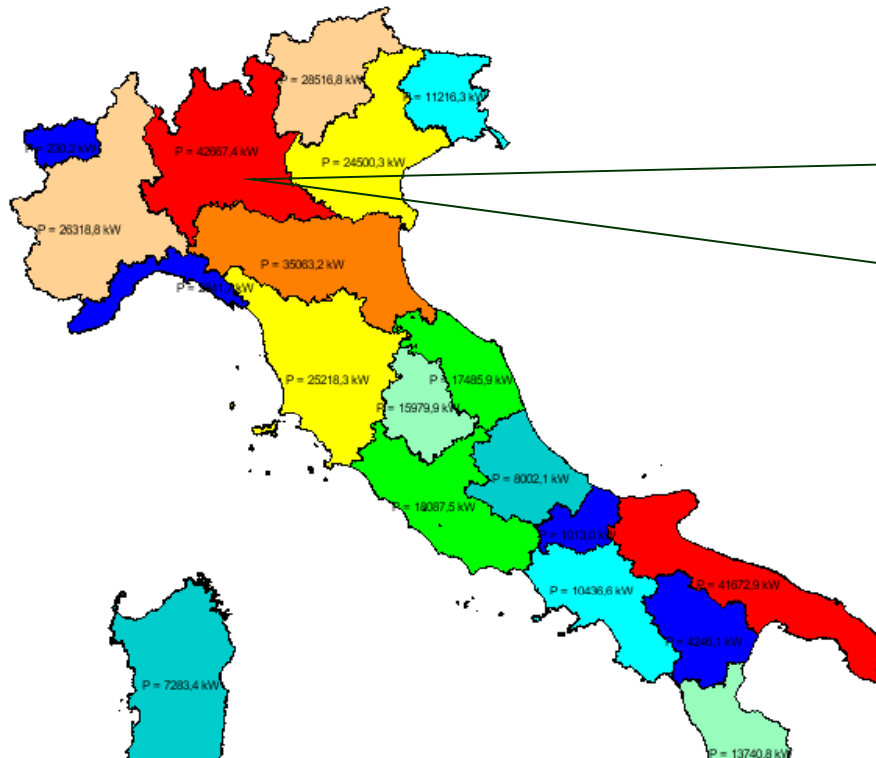 P = 28516,8 kW
P = 11216,3 kW
P = 230,2 kW
P = 42667,4 kW
P = 24500,3 kW
P = 26318,8 kW
P = 35063,2 kW
P =
kW
P = 25218,3 kW
P = 17485,9 kW
P = 15979,9 kW
P = 8002,1 kW
P = 18087,5 kW
P = 1013,0 kW
P = 41672,9 kW
P = 10436,6 kW
P = 4246,1 kW
P = 7283,4 kW
P = 13740,8 kW